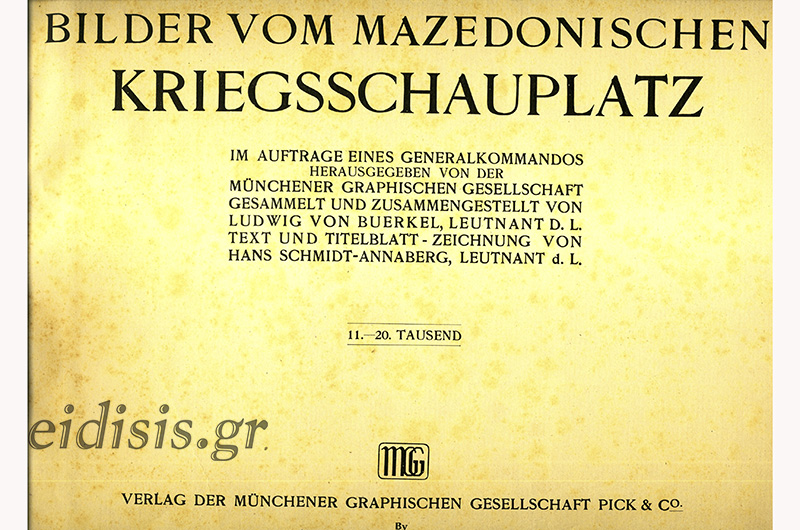 BILDER VOM MAZEDONISCHEN
KRIEGSSCHAUPLATZ
IM AUFTRAGE EINES GENERALKOMMANDOS
HERAUSGEGEBEN VON DER
MÜNCHENER GRAPHISCHEN GESELLSCHAFT
GESAMMELT UND ZUSAMMENGESTELLT VON
LUDWIG VON BUERKEL, LEUTNANT D. L.
TEXT UND TITELBLATT - ZEICHNUNG VON
HANS SCHMIDT-ANNABERG, LEUTNANT d. L.
11.—20. TAUSEND
eidisis.gr
MGG
VERLAG DER MÜNCHENER GRAPHISCHEN GESELLSCHAFT PICK & CO.
By